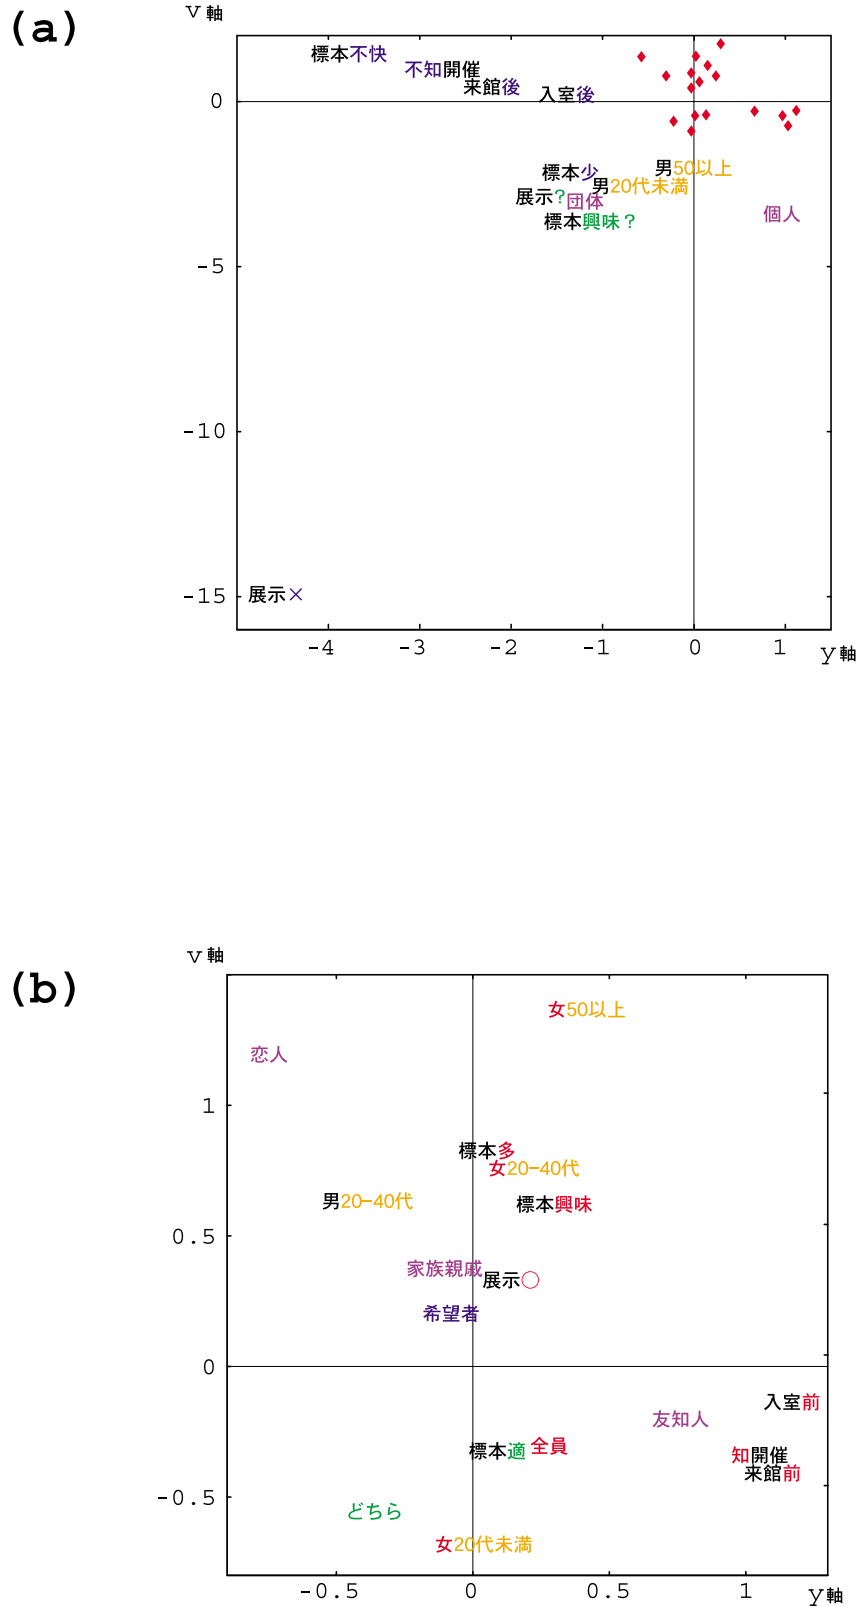 (a)
v軸
標本不快
不知開催
来館後
入室後
0
標本少
男50以上
男20代未満
展示?
団体
標本興味?
個人
-5
-10
展示×
-15
-4 -3 -2 -1 0 1
y軸
(b)
v軸
女50以上
恋人
1
標本多
女20-40代
男20-40代
標本興味
0.5
家族親戚
展示○
希望者
0
入室前
友知人
標本適
全員
知開催
来館前
-0.5
どちら
女20代未満
-0.5 0 0.5 1
y軸